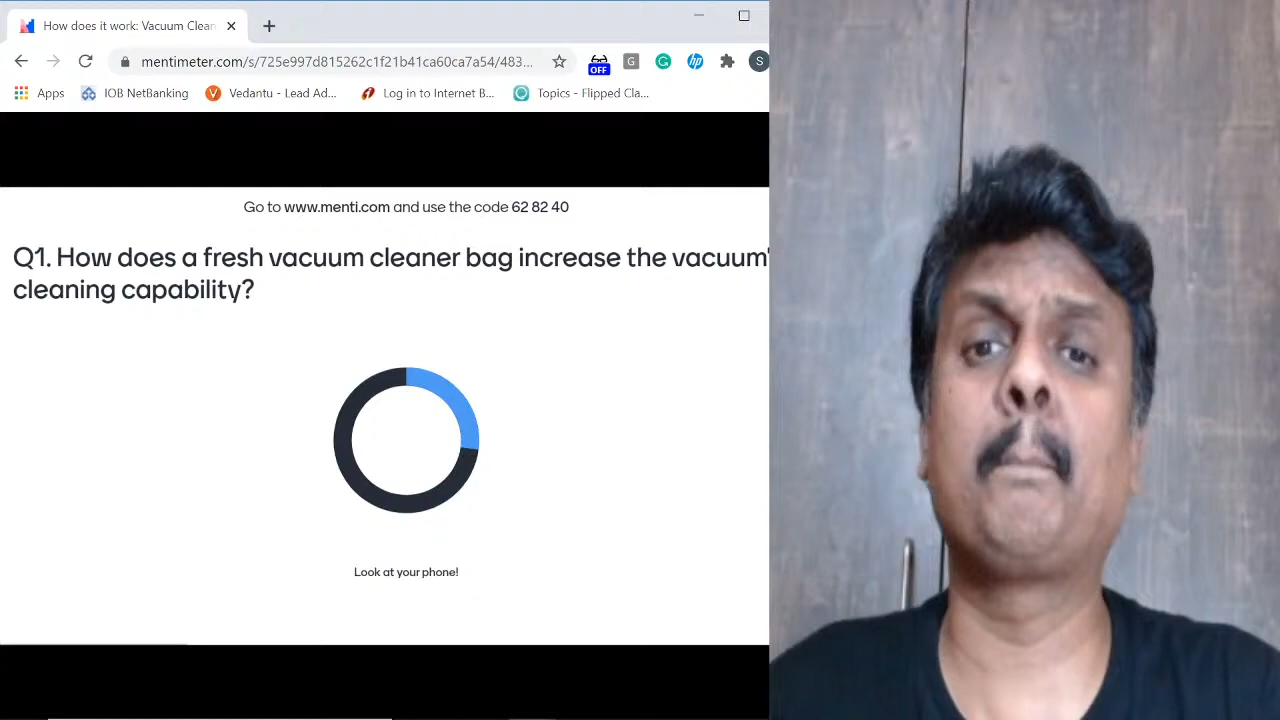 How does it work: Vacuum Clean
mentimeter.com/s/725e997d815262c1f21b41ca60ca7a54/483...
OFF
G
G
hp
S
Apps
IOB NetBanking
V
Vedantu - Lead Ad...
Log in to Internet B...
Topics - Flipped Cla...
Go to www.menti.com and use the code 62 82 40
Q1. How does a fresh vacuum cleaner bag increase the vacuum'
cleaning capability?
Look at your phone!